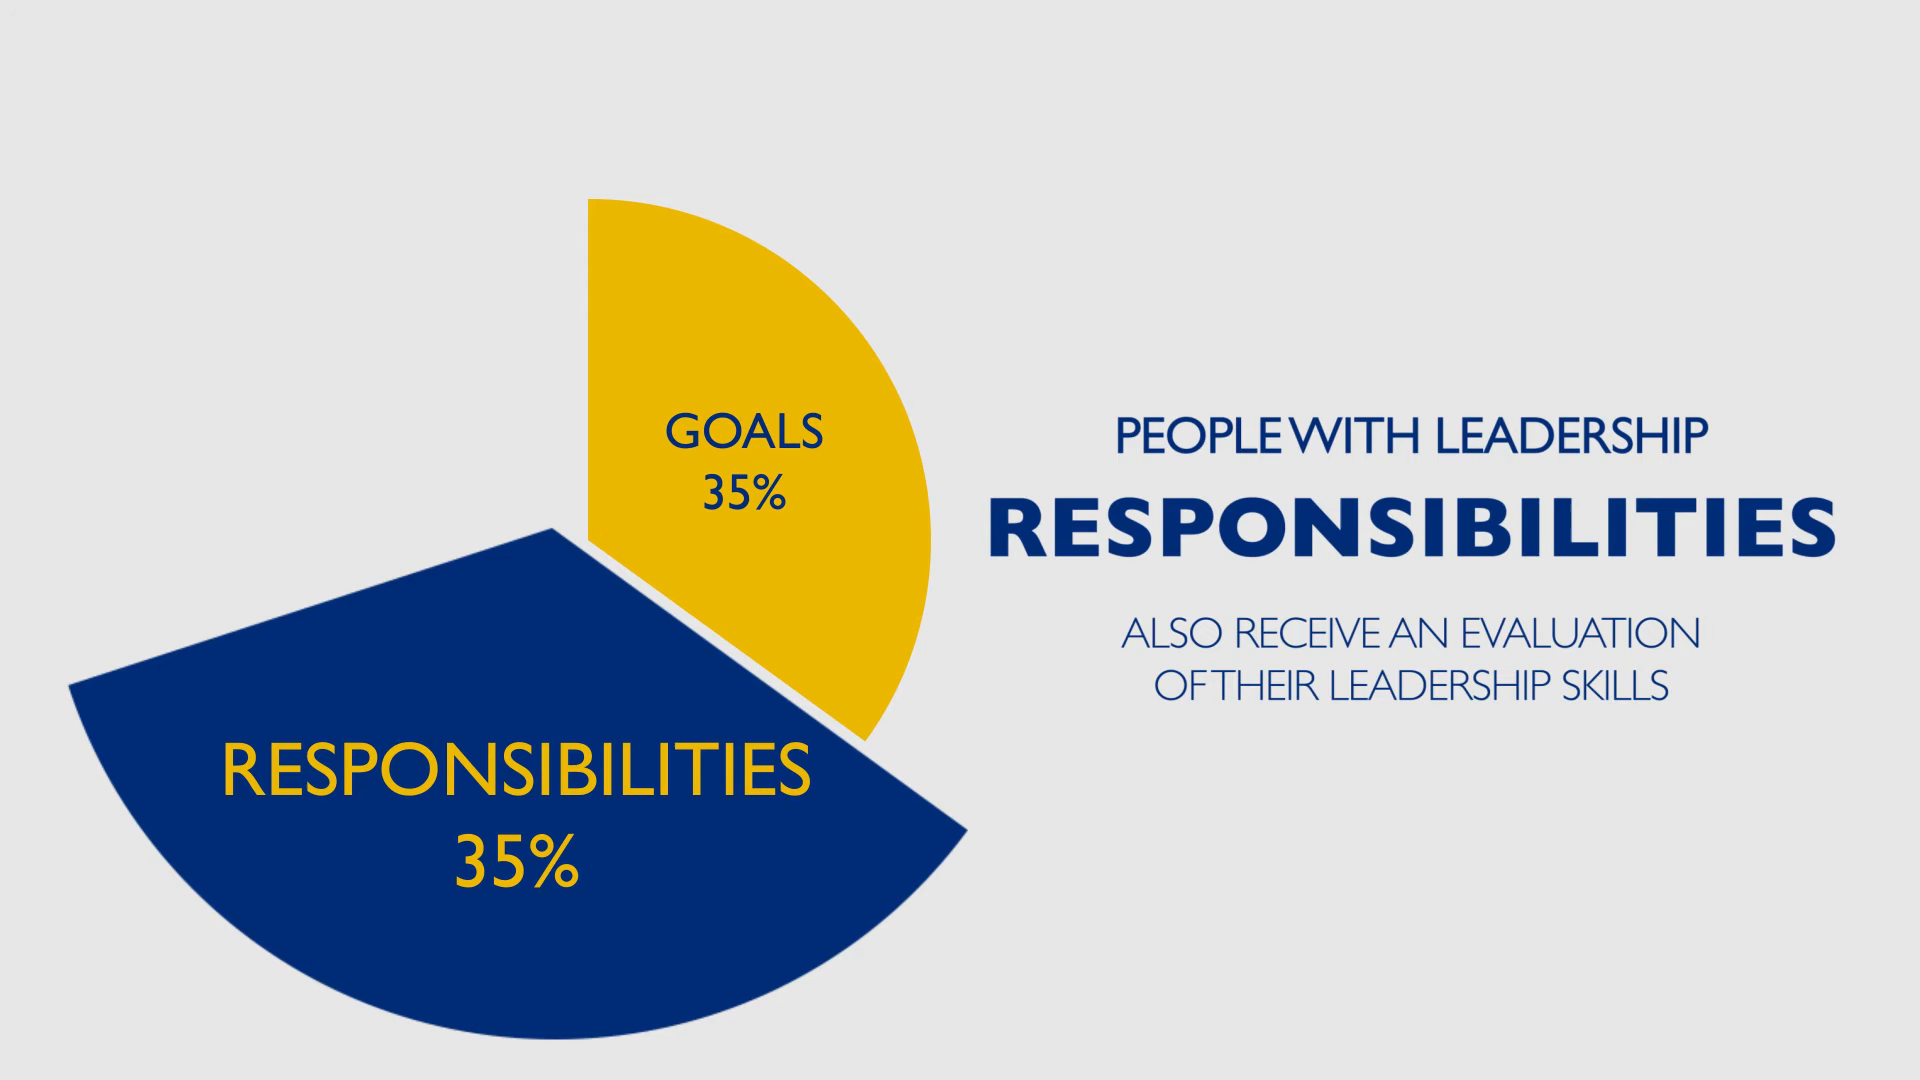 GOALS
35%
RESPONSIBILITIES
35%
PEOPLE WITH LEADERSHIP
RESPONSIBILITIES
ALSO RECEIVE AN EVALUATION
OF THEIR LEADERSHIP SKILLS